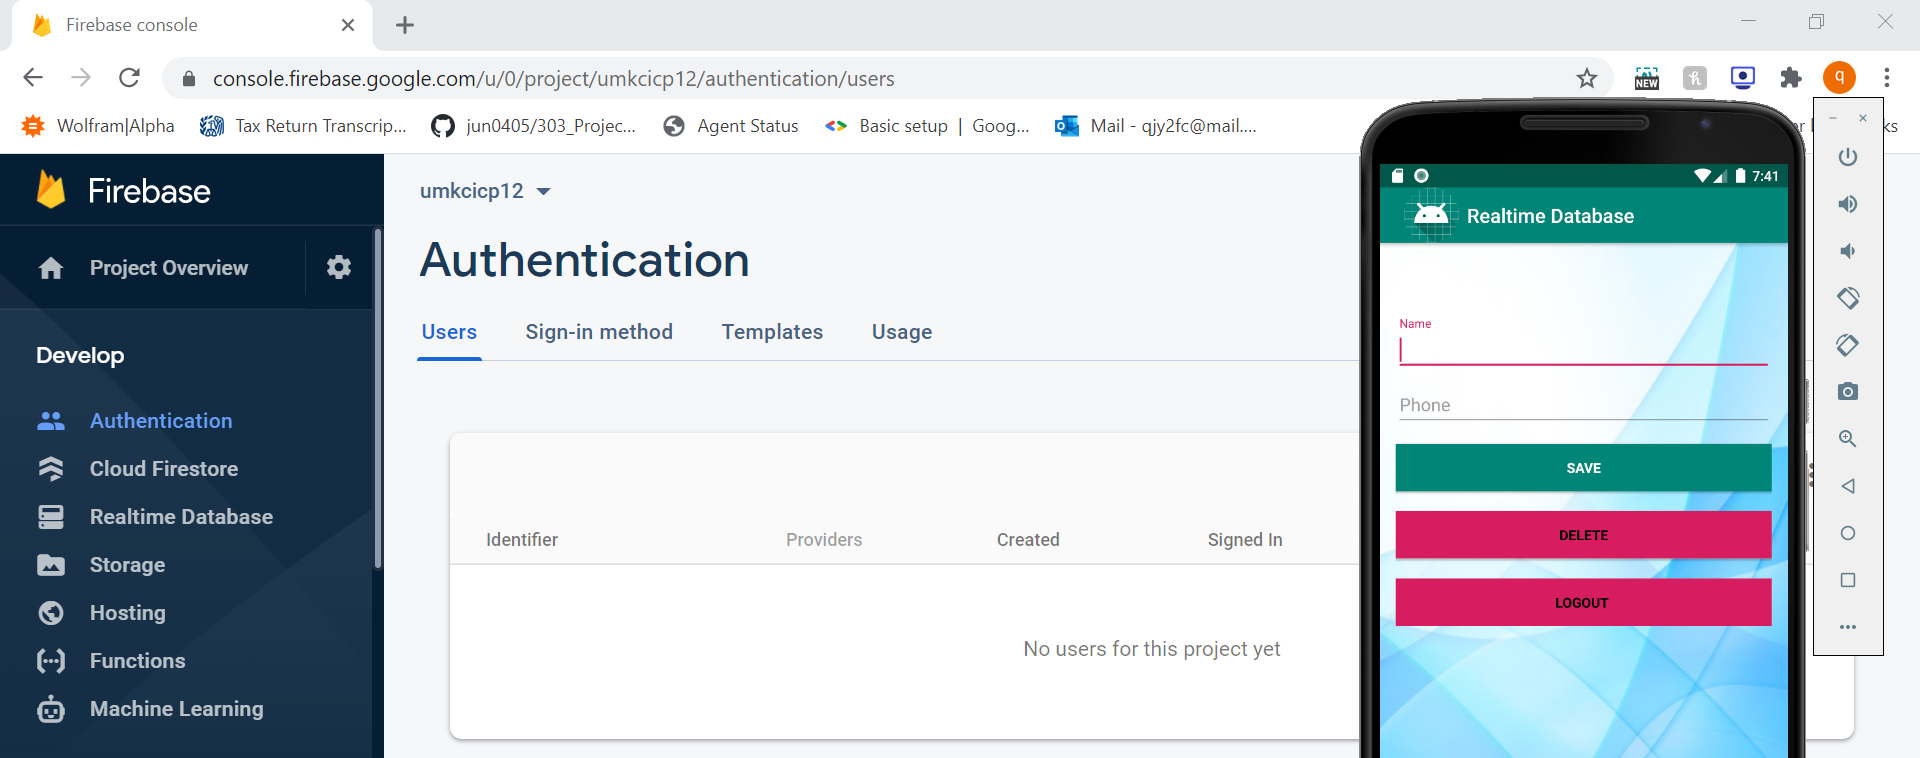 Firebase console
console.firebase.google.com/u/0/project/umkcicp12/authentication/users
NEW
h
q
Wolfram|Alpha
Tax Return Transcrip...
jun0405/303_Projec...
Agent Status
Basic setup | Goog...
Mail - qjy2fc@mail....
Firebase
Project Overview
Develop
Authentication
Cloud Firestore
Realtime Database
Storage
Hosting
Functions
Machine Learning
umkcicp12
Authentication
Users
Sign-in method
Templates
Usage
Identifier
Providers
Created
Signed In
No users for this project yet
7:41
Realtime Database
Name
Phone
SAVE
DELETE
LOGOUT